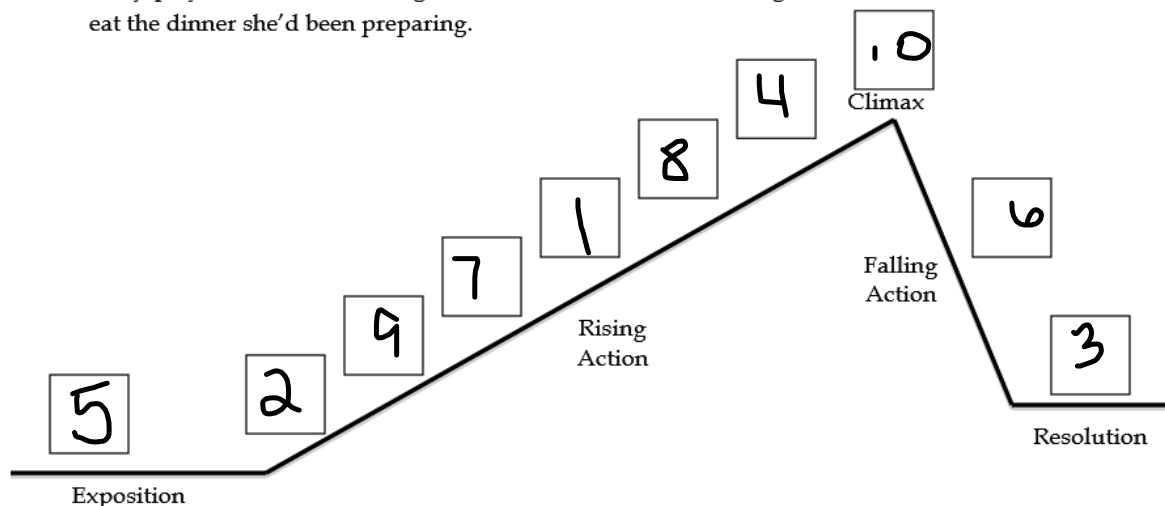 eat the dinner she'd been preparing.
10
Climax
4
8
1
6
7
Falling
Action
9
Rising
Action
3
2
5
Resolution
Exposition